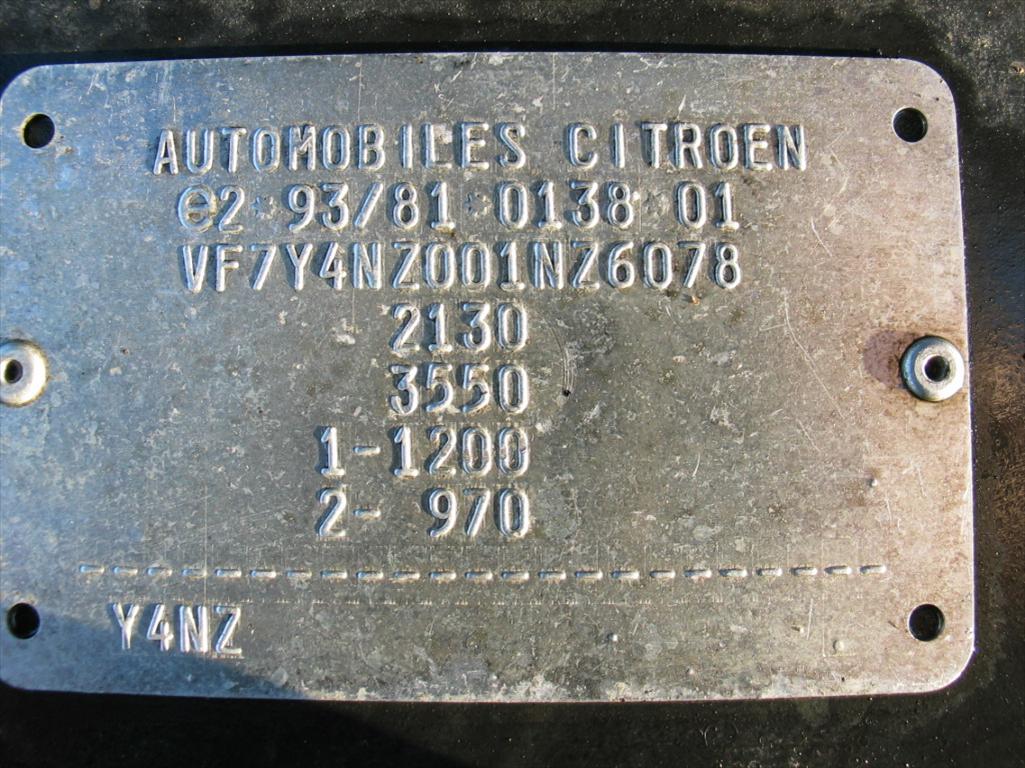 AUTOMOBILES CITROEN
e2*93/81*0138*01
VF7Y4NZ001NZ6078
2130
3550
1-1200
2- 970
-----------------------
Y4NZ